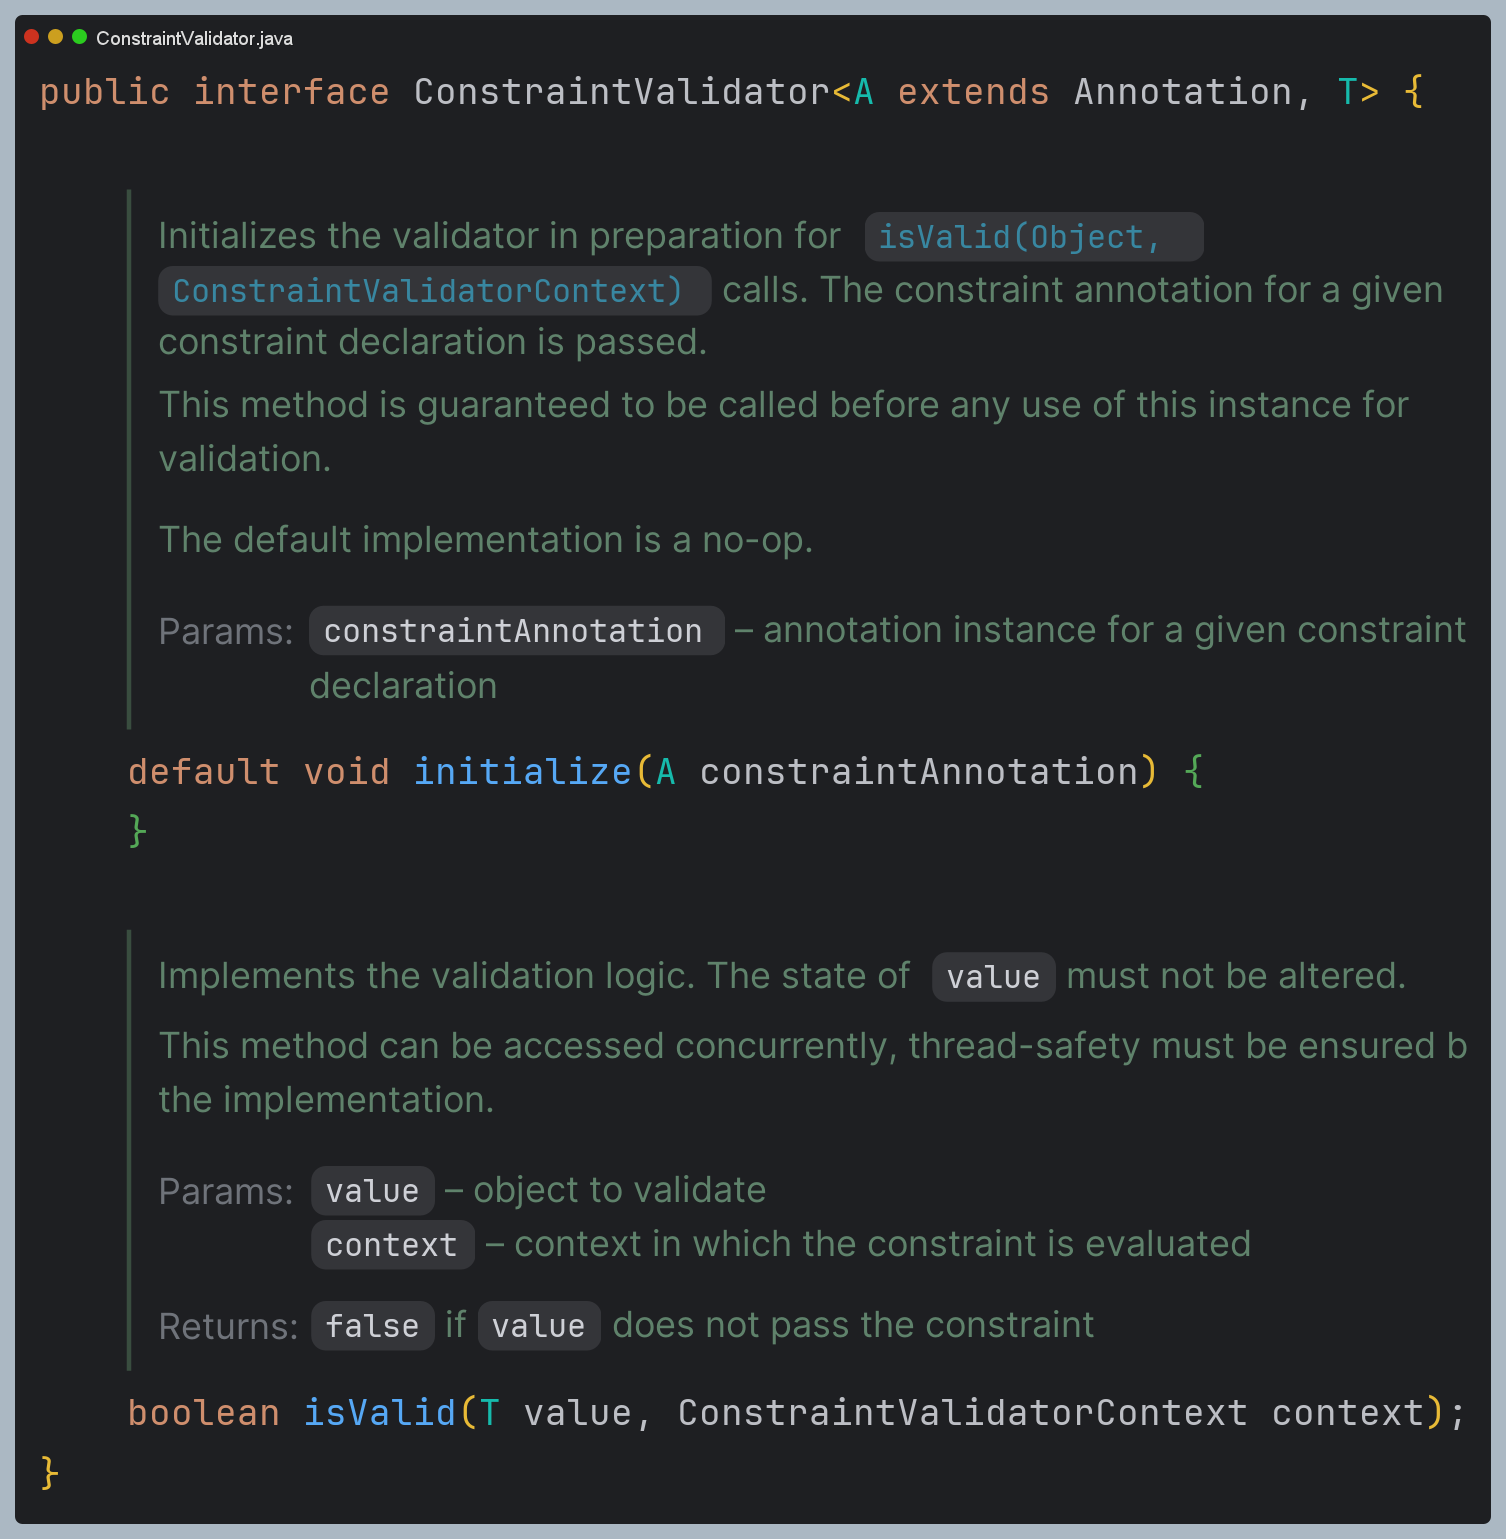 ConstraintValidator.java
public interface ConstraintValidator<A extends Annotation, T> {
Initializes the validator in preparation for isValid(Object,
ConstraintValidatorContext) calls. The constraint annotation for a given
constraint declaration is passed.
This method is guaranteed to be called before any use of this instance for
validation.
The default implementation is a no-op.
Params: constraintAnnotation – annotation instance for a given constraint
declaration
default void initialize(A constraintAnnotation) {
}
Implements the validation logic. The state of value must not be altered.
This method can be accessed concurrently, thread-safety must be ensured b
the implementation.
Params: value – object to validate
context – context in which the constraint is evaluated
Returns: false if value does not pass the constraint
boolean isValid(T value, ConstraintValidatorContext context);
}